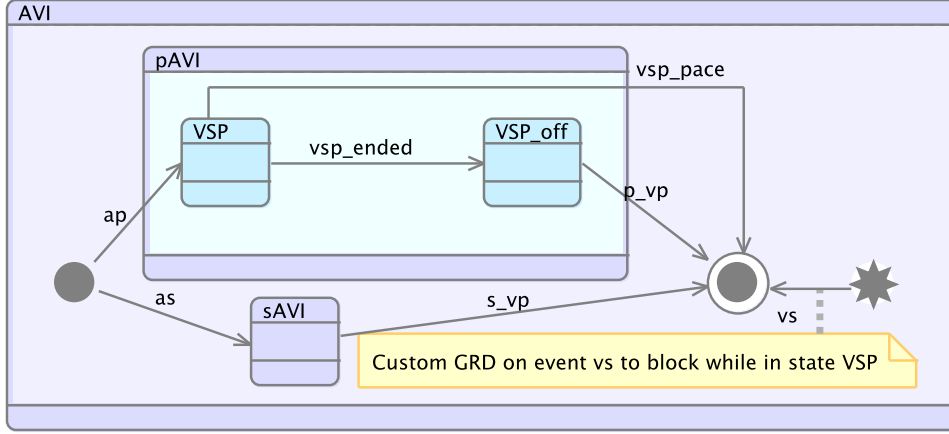 AVI
pAVI
vsp_pace
VSP
VSP_off
vsp_ended
p_vp
ap
as
sAVI
s_vp
vs
Custom GRD on event vs to block while in state VSP